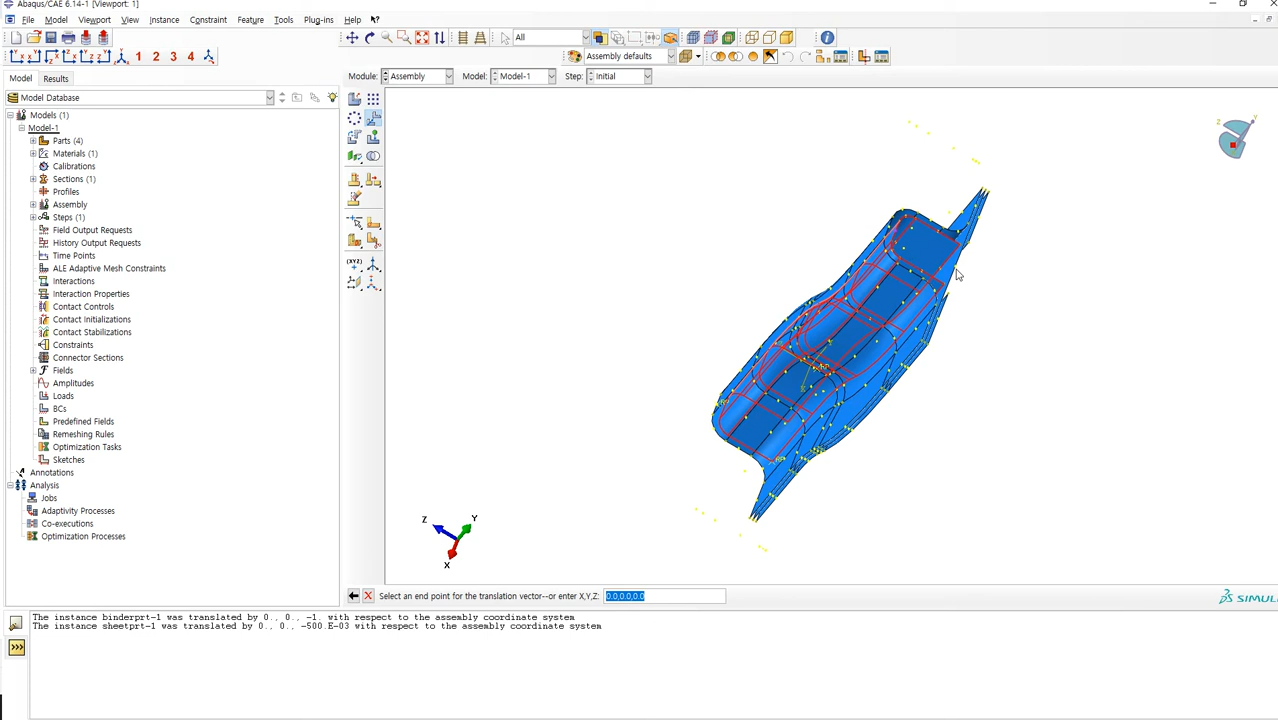 Abaqus/CAE 6.14-1 [Viewport: 1]
File Model Viewport View Instance Constraint Feature Tools Plug-ins Help
All
1 2 3 4
Assembly defaults
Model Results
Module: Assembly Model: Model-1 Step: Initial
Model Database
Models (1)
Model-1
Parts (4)
Materials (1)
Calibrations
Sections (1)
Profiles
Assembly
Steps (1)
Field Output Requests
History Output Requests
Time Points
ALE Adaptive Mesh Constraints
Interactions
Interaction Properties
Contact Controls
Contact Initializations
Contact Stabilizations
Constraints
Connector Sections
Fields
Amplitudes
Loads
BCs
Predefined Fields
Remeshing Rules
Optimization Tasks
Sketches
Annotations
Analysis
Jobs
Adaptivity Processes
Co-executions
Optimization Processes
(XYZ)
Z Y
Z Y
X
Select an end point for the translation vector--or enter X,Y,Z: 0.0,0.0,0.0
SIMUL
The instance binderprt-1 was translated by 0., 0., -1. with respect to the assembly coordinate system
The instance sheetprt-1 was translated by 0., 0., -500.E-03 with respect to the assembly coordinate system
>>>